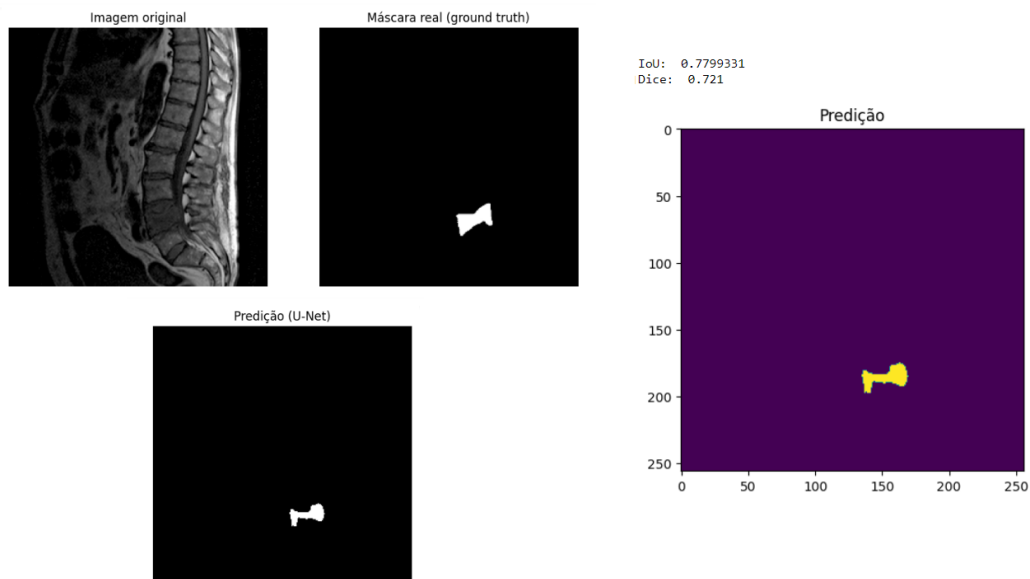 Imagem original
Máscara real (ground truth)
IoU: 0.7799331
Dice: 0.721
Predição
0
50
100
150
200
250
0 50 100 150 200 250
Predição (U-Net)